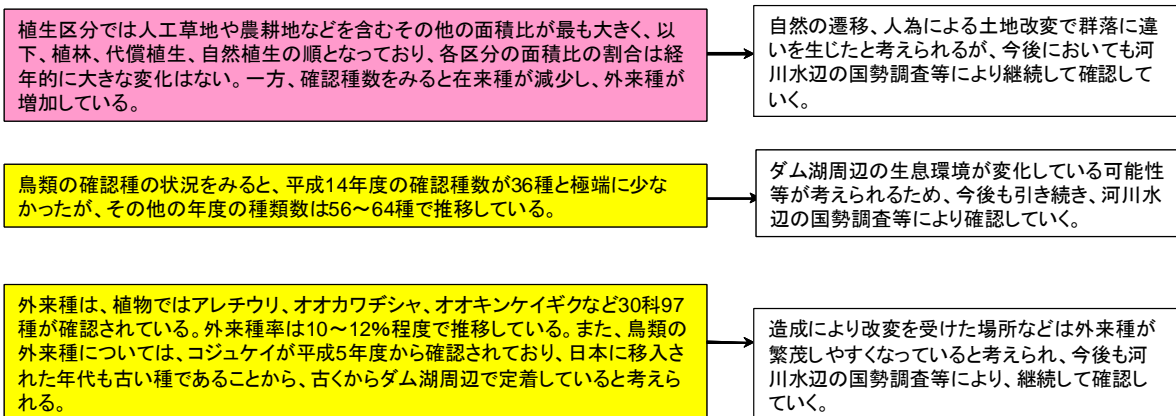 植生区分では人工草地や農耕地などを含むその他の面積比が最も大きく、以
下、植林、代償植生、自然植生の順となっており、各区分の面積比の割合は経
年的に大きな変化はない。一方、確認種数をみると在来種が減少し、外来種が
増加している。
自然の遷移、人為による土地改変で群落に違
いを生じたと考えられるが、今後においても河
川水辺の国勢調査等により継続して確認して
いく。
鳥類の確認種の状況をみると、平成14年度の確認種数が36種と極端に少な
かったが、その他の年度の種類数は56～64種で推移している。
ダム湖周辺の生息環境が変化している可能性
等が考えられるため、今後も引き続き、河川水
辺の国勢調査等により確認していく。
外来種は、植物ではアレチウリ、オオカワヂシャ、オオキンケイギクなど30科97
種が確認されている。外来種率は10～12%程度で推移している。また、鳥類の
外来種については、コジュケイが平成5年度から確認されており、日本に移入さ
れた年代も古い種であることから、古くからダム湖周辺で定着していると考えら
れる。
造成により改変を受けた場所などは外来種が
繁茂しやすくなっていると考えられ、今後も河
川水辺の国勢調査等により、継続して確認し
ていく。